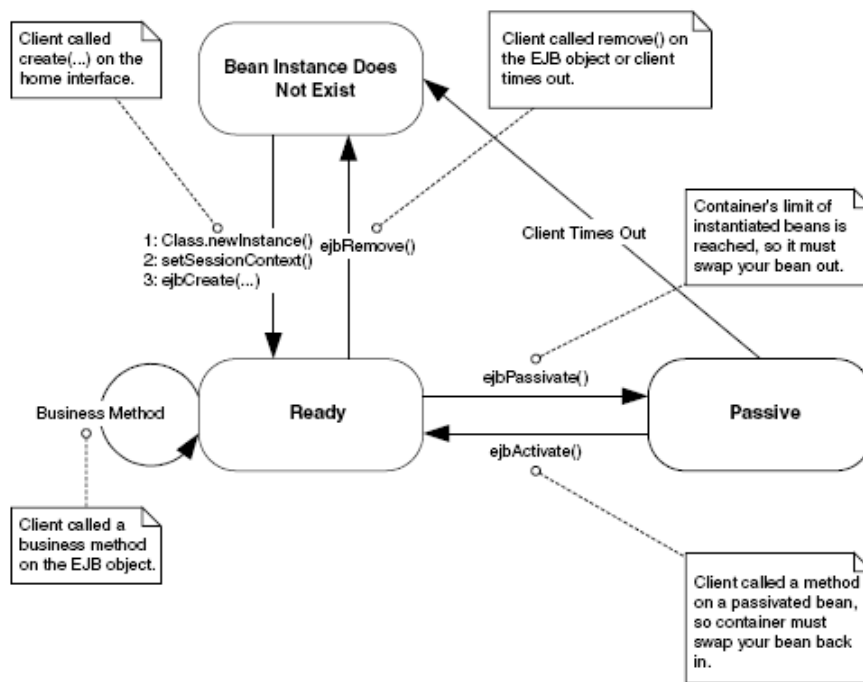 Client called
create(...) on the
home interface.
Bean Instance Does
Not Exist
Client called remove() on
the EJB object or client
times out.
1: Class.newInstance()
2: setSessionContext()
3: ejbCreate(...)
ejbRemove()
Client Times Out
Container's limit of
instantiated beans is
reached, so it must
swap your bean out.
Business Method
Ready
ejbPassivate()
ejbActivate()
Passive
Client called a
business method
on the EJB object.
Client called a method
on a passivated bean,
so container must
swap your bean back
in.